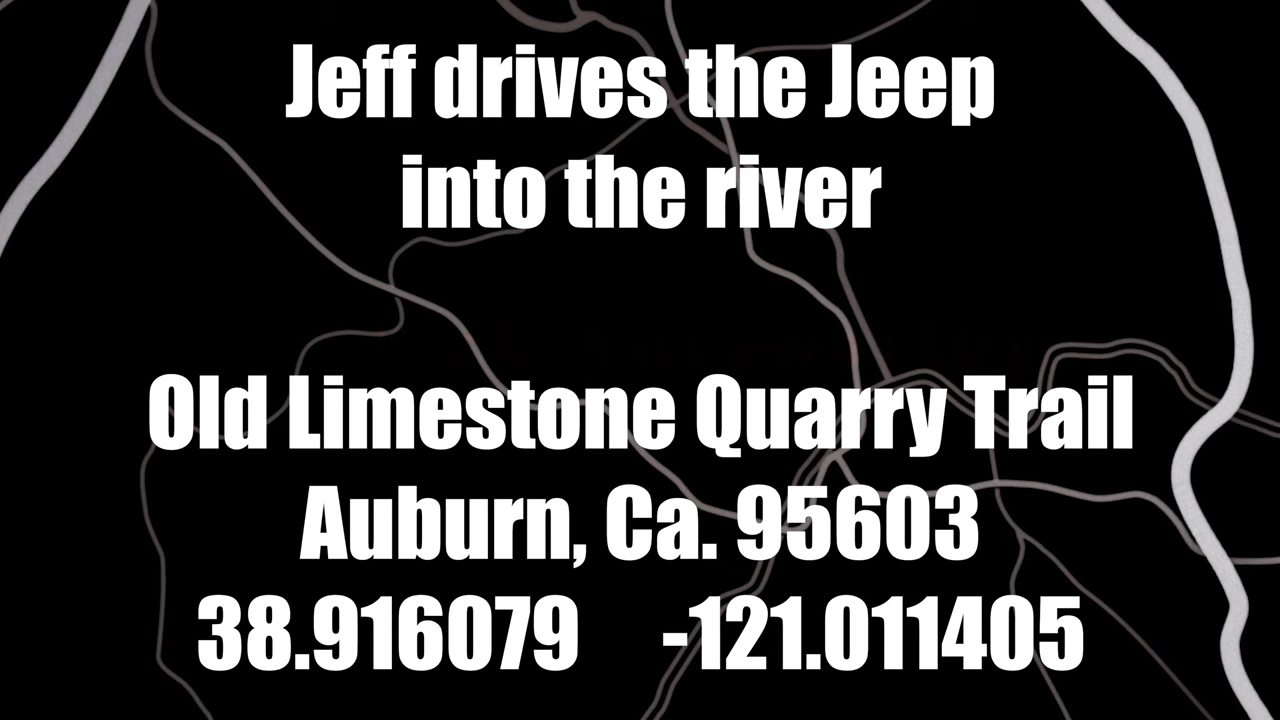 Jeff drives the Jeep
into the river
Old Limestone Quarry Trail
Auburn, Ca. 95603
38.916079 -121.011405